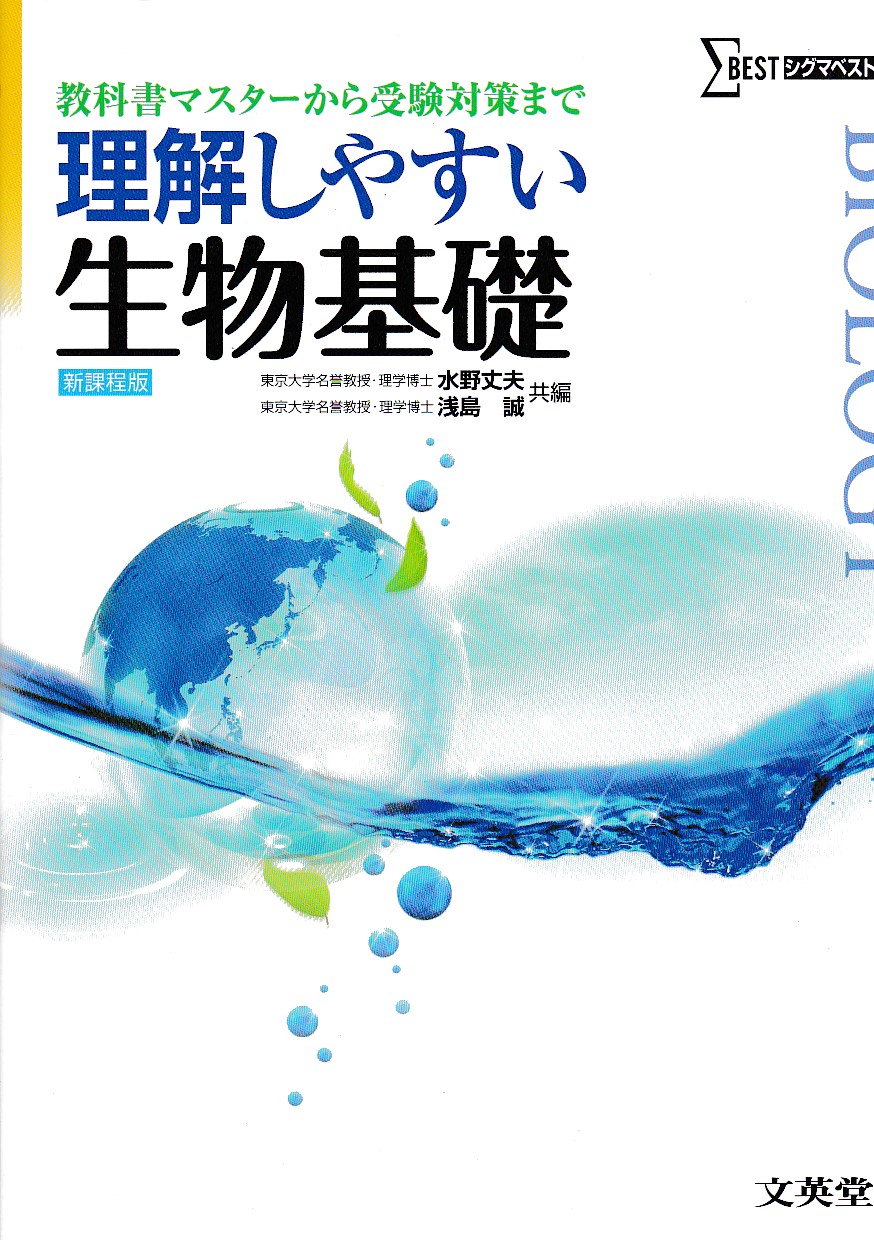 ΣBEST シグマベスト
教科書マスターから受験対策まで
理解しやすい
生物基礎
新課程版
東京大学名誉教授・理学博士 水野丈夫
東京大学名誉教授・理学博士 浅島 誠
共編
BIOLOGY
文英堂